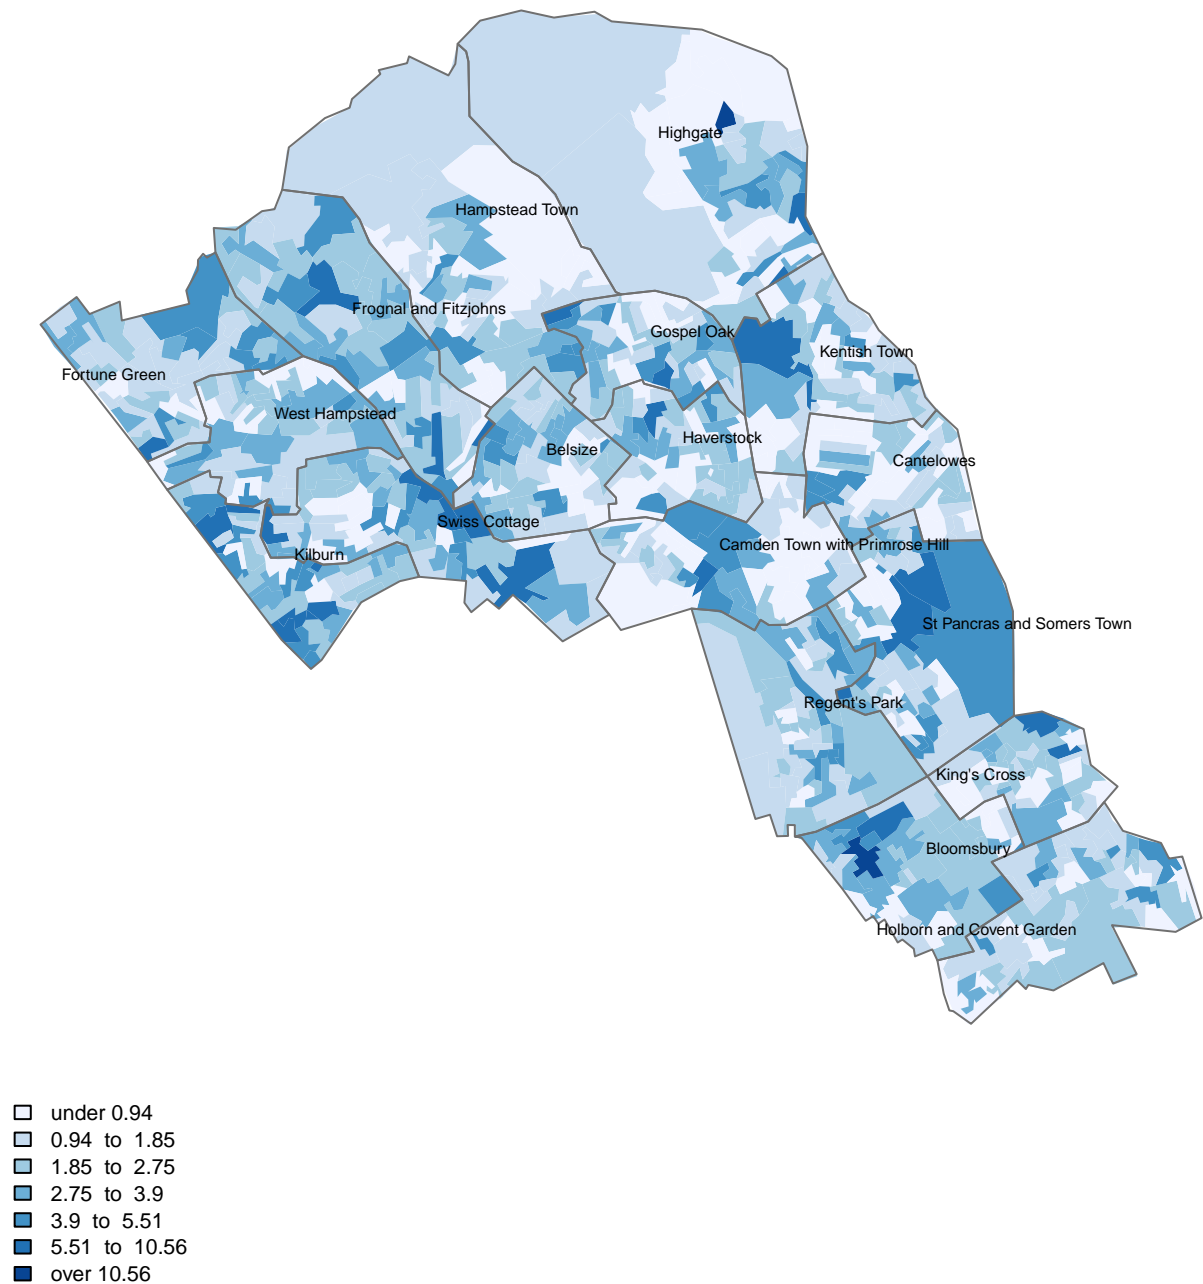 Highgate
Hampstead Town
Frognal and Fitzjohns
Gospel Oak
Kentish Town
Fortune Green
West Hampstead
Haverstock
Belsize
Cantelowes
Swiss Cottage
Camden Town with Primrose Hill
Kilburn
St Pancras and Somers Town
Regent's Park
King's Cross
Bloomsbury
Holborn and Covent Garden
under 0.94
0.94 to 1.85
1.85 to 2.75
2.75 to 3.9
3.9 to 5.51
5.51 to 10.56
over 10.56